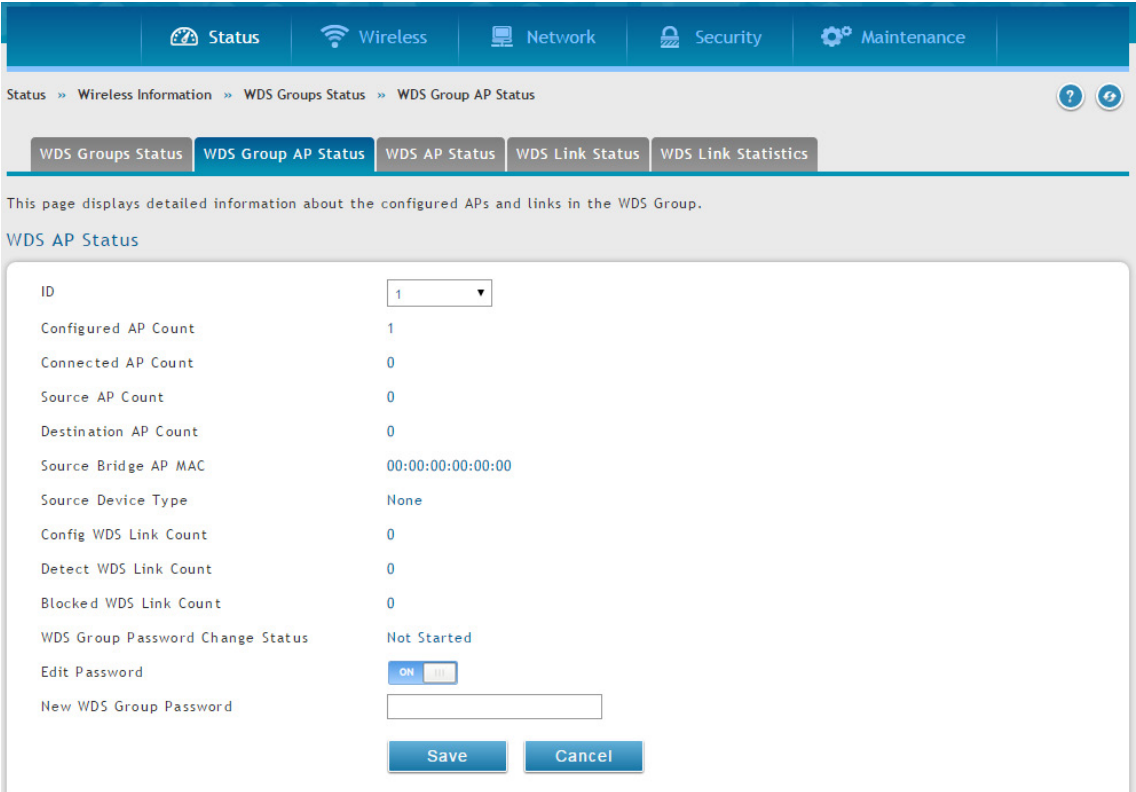 Status Wireless Network Security Maintenance
Status » Wireless Information » WDS Groups Status » WDS Group AP Status ?
WDS Groups Status WDS Group AP Status WDS AP Status WDS Link Status WDS Link Statistics
This page displays detailed information about the configured APs and links in the WDS Group.
WDS AP Status
ID 1
Configured AP Count 1
Connected AP Count 0
Source AP Count 0
Destination AP Count 0
Source Bridge AP MAC 00:00:00:00:00:00
Source Device Type None
Config WDS Link Count 0
Detect WDS Link Count 0
Blocked WDS Link Count 0
WDS Group Password Change Status Not Started
Edit Password ON
New WDS Group Password
Save Cancel